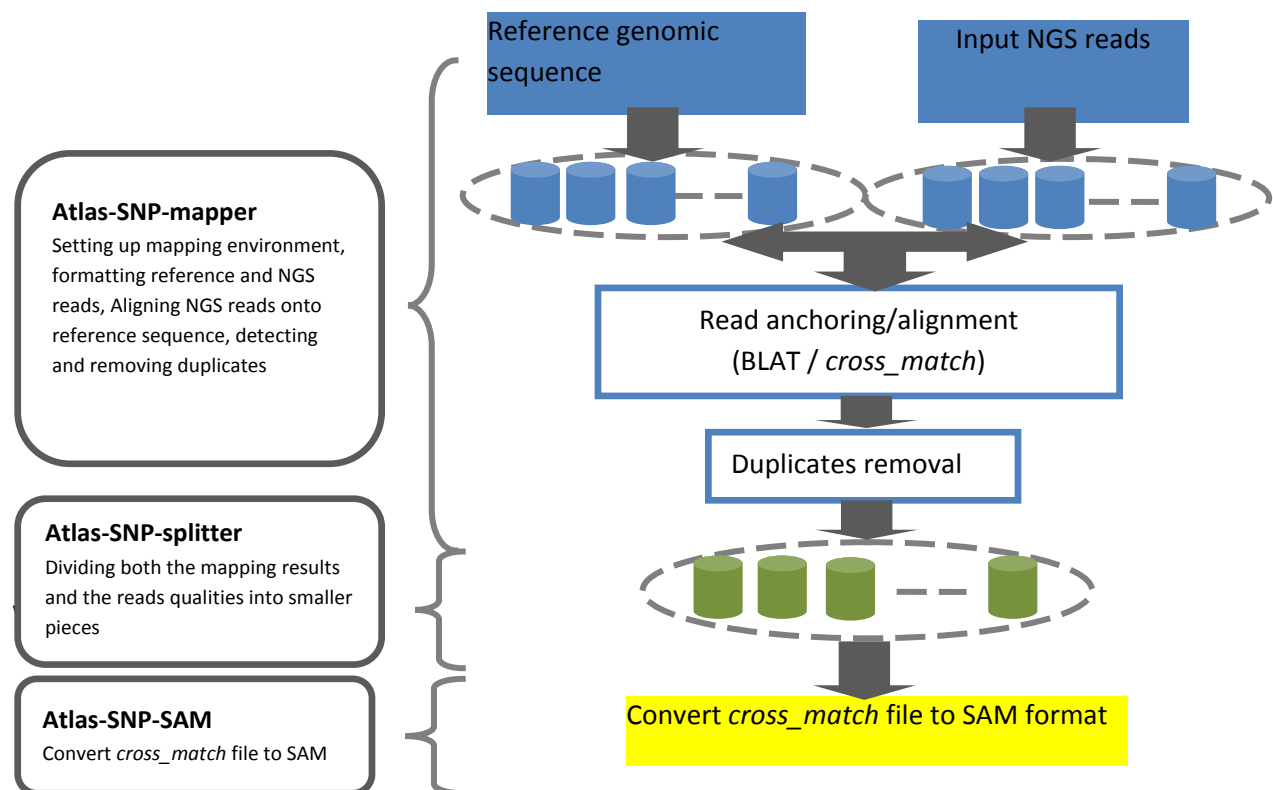 Reference genomic
sequence
Input NGS reads
Atlas-SNP-mapper
Setting up mapping environment,
formatting reference and NGS
reads, Aligning NGS reads onto
reference sequence, detecting
and removing duplicates
Read anchoring/alignment
(BLAT / cross_match)
Duplicates removal
Atlas-SNP-splitter
Dividing both the mapping results
and the reads qualities into smaller
pieces
Atlas-SNP-SAM
Convert cross_match file to SAM
Convert cross_match file to SAM format